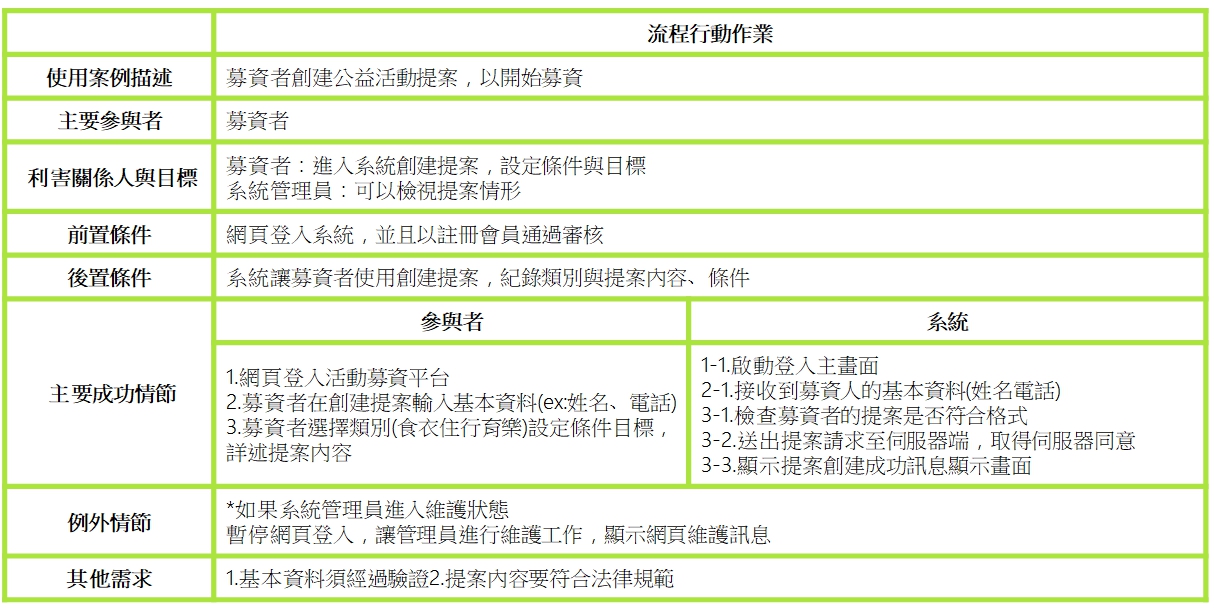 流程行動作業
使用案例描述
募資者創建公益活動提案，以開始募資
主要參與者
募資者
利害關係人與目標
募資者：進入系統創建提案，設定條件與目標
系統管理員：可以檢視提案情形
前置條件
網頁登入系統，並且以註冊會員通過審核
後置條件
系統讓募資者使用創建提案，紀錄類別與提案內容、條件
主要成功情節
參與者
1.網頁登入活動募資平台
2.募資者在創建提案輸入基本資料(ex:姓名、電話)
3.募資者選擇類別(食衣住行育樂)設定條件目標，
詳述提案內容
系統
1-1.啟動登入主畫面
2-1.接收到募資人的基本資料(姓名電話)
3-1.檢查募資者的提案是否符合格式
3-2.送出提案請求至伺服器端，取得伺服器同意
3-3.顯示提案創建成功訊息顯示畫面
例外情節
*如果系統管理員進入維護狀態
暫停網頁登入，讓管理員進行維護工作，顯示網頁維護訊息
其他需求
1.基本資料須經過驗證2.提案內容要符合法律規範